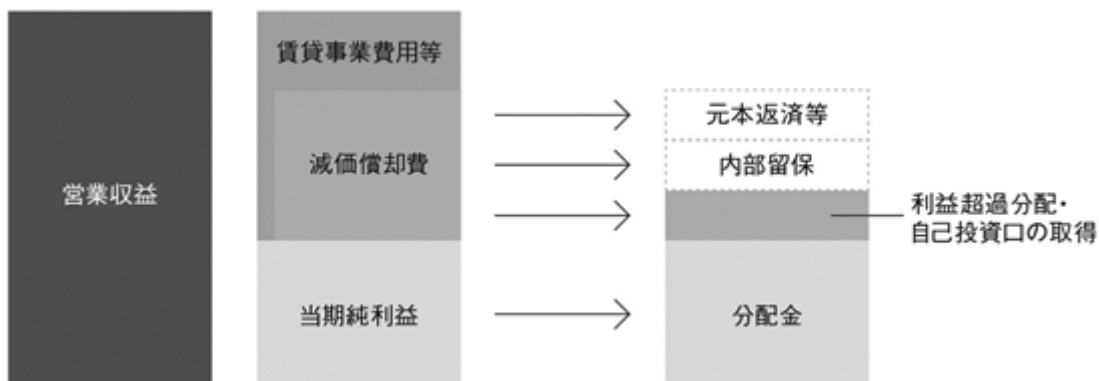 営業収益
賃貸事業費用等
減価償却費
当期純利益
元本返済等
内部留保
利益超過分配・
自己投資口の取得
分配金